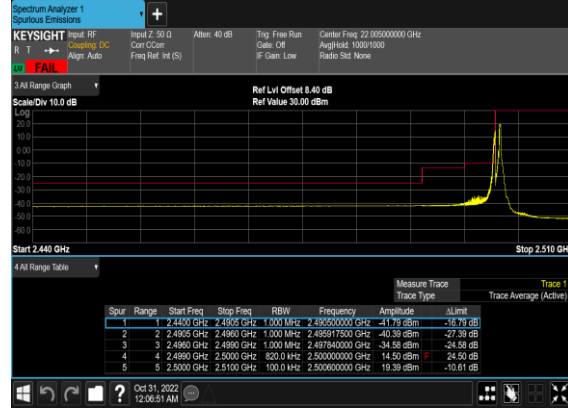 Spectrum Analyzer 1
Spurious Emissions
KEYSIGHT Input: RF Input Z: 50 Ω Atten: 40 dB Trig: Free Run Center Freq: 22.005000000 GHz
R T Coupling: DC Corr CCorr Gate: Off Avg|Hold: 1000/1000
Align: Auto Freq Ref: Int (S) IF Gain: Low Radio Std: None
FAIL
3 All Range Graph
Ref Lvl Offset 8.40 dB
Scale/Div 10.0 dB Ref Value 30.00 dBm
Log
20.0
10.0
0.00
-10.0
-20.0
-30.0
-40.0
-50.0
-60.0
Start 2.440 GHz Stop 2.510 GH
4 All Range Table
Measure Trace Trace 1
Trace Type Trace Average (Active)
Spur Range Start Freq Stop Freq RBW Frequency Amplitude ΔLimit
1 1 2.4400 GHz 2.4905 GHz 1.000 MHz 2.490500000 GHz -41.79 dBm -16.79 dB
2 2 2.4905 GHz 2.4960 GHz 1.000 MHz 2.495917500 GHz -40.39 dBm -27.39 dB
3 3 2.4960 GHz 2.4990 GHz 1.000 MHz 2.497840000 GHz -34.58 dBm -24.58 dB
4 4 2.4990 GHz 2.5000 GHz 820.0 kHz 2.500000000 GHz 14.50 dBm F 24.50 dB
5 5 2.5000 GHz 2.5100 GHz 100.0 kHz 2.500600000 GHz 19.39 dBm -10.61 dB
Oct 31, 2022
12:06:51 AM